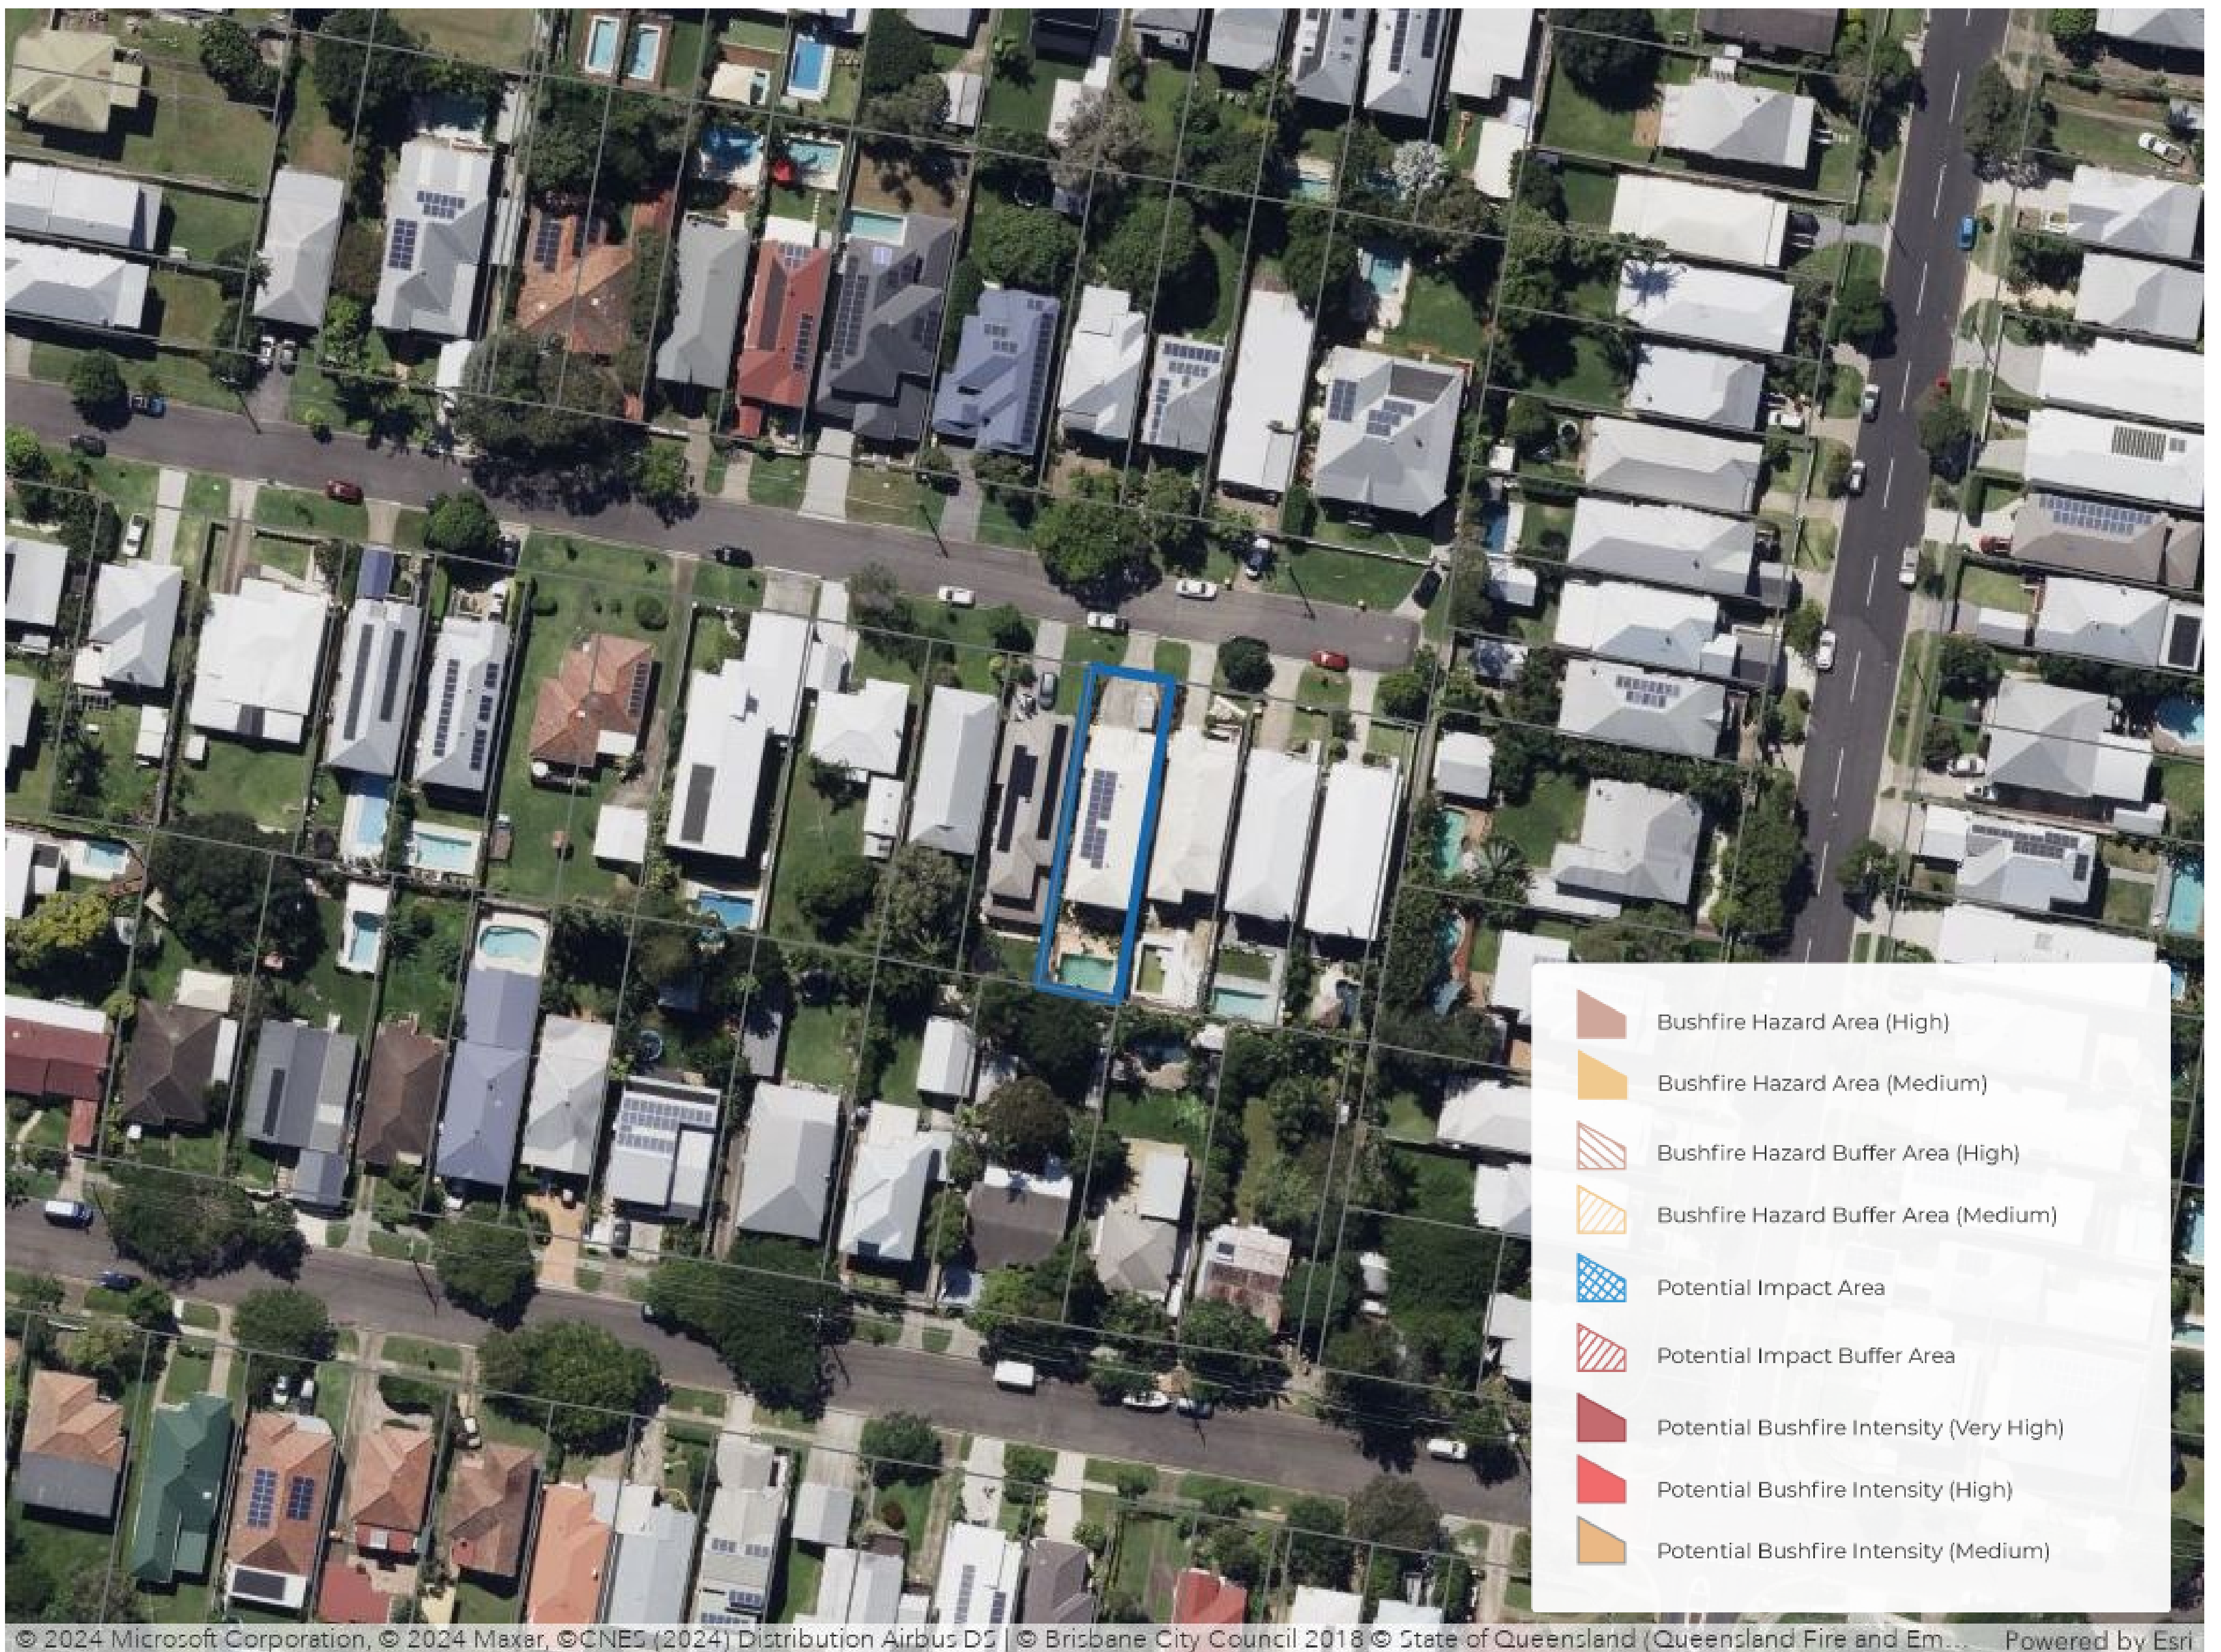 Bushfire Hazard Area (High)
Bushfire Hazard Area (Medium)
Bushfire Hazard Buffer Area (High)
Bushfire Hazard Buffer Area (Medium)
Potential Impact Area
Potential Impact Buffer Area
Potential Bushfire Intensity (Very High)
Potential Bushfire Intensity (High)
Potential Bushfire Intensity (Medium)
© 2024 Microsoft Corporation, © 2024 Maxar, ©CNES (2024) Distribution Airbus DS | © Brisbane City Council 2018 © State of Queensland (Queensland Fire and Em... Powered by Esri